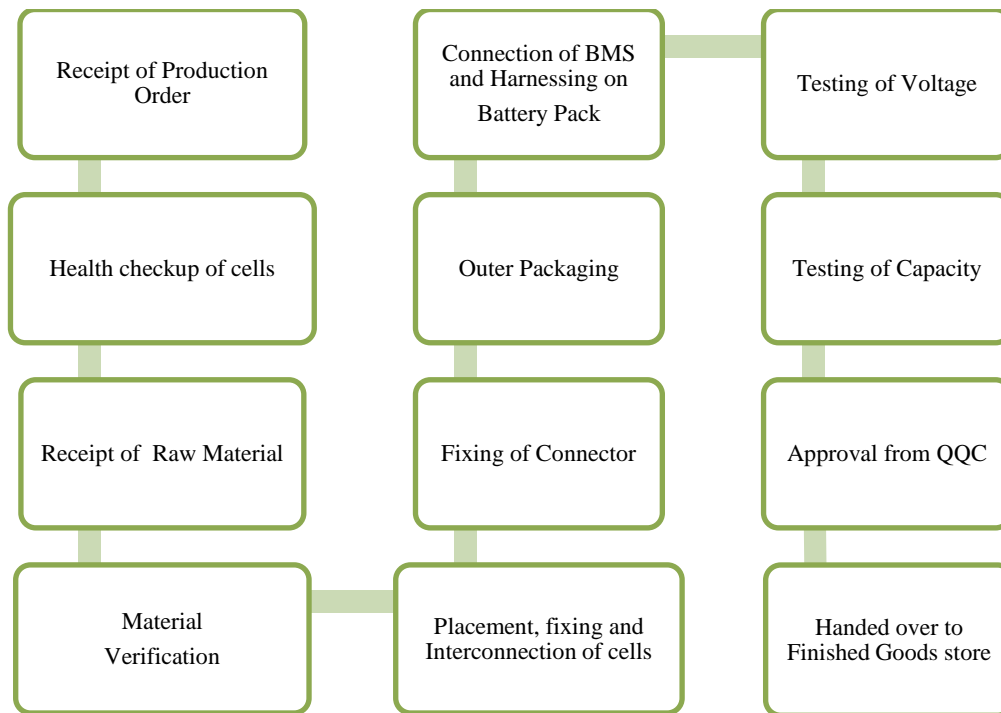 Receipt of Production
Order
Health checkup of cells
Receipt of Raw Material
Material
Verification
Placement, fixing and
Interconnection of cells
Fixing of Connector
Outer Packaging
Connection of BMS
and Harnessing on
Battery Pack
Testing of Voltage
Testing of Capacity
Approval from QQC
Handed over to
Finished Goods store